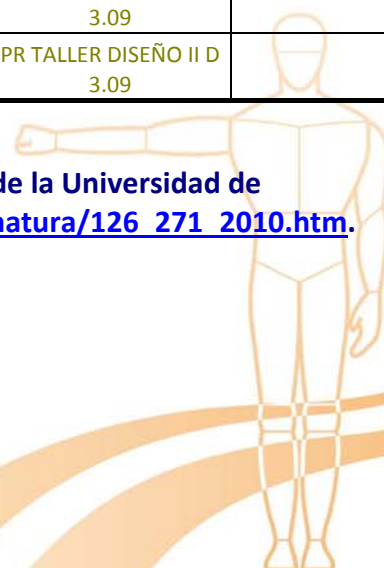 3.09
PR TALLER DISEÑO II D
3.09
de la Universidad de
natura/126_271_2010.htm.